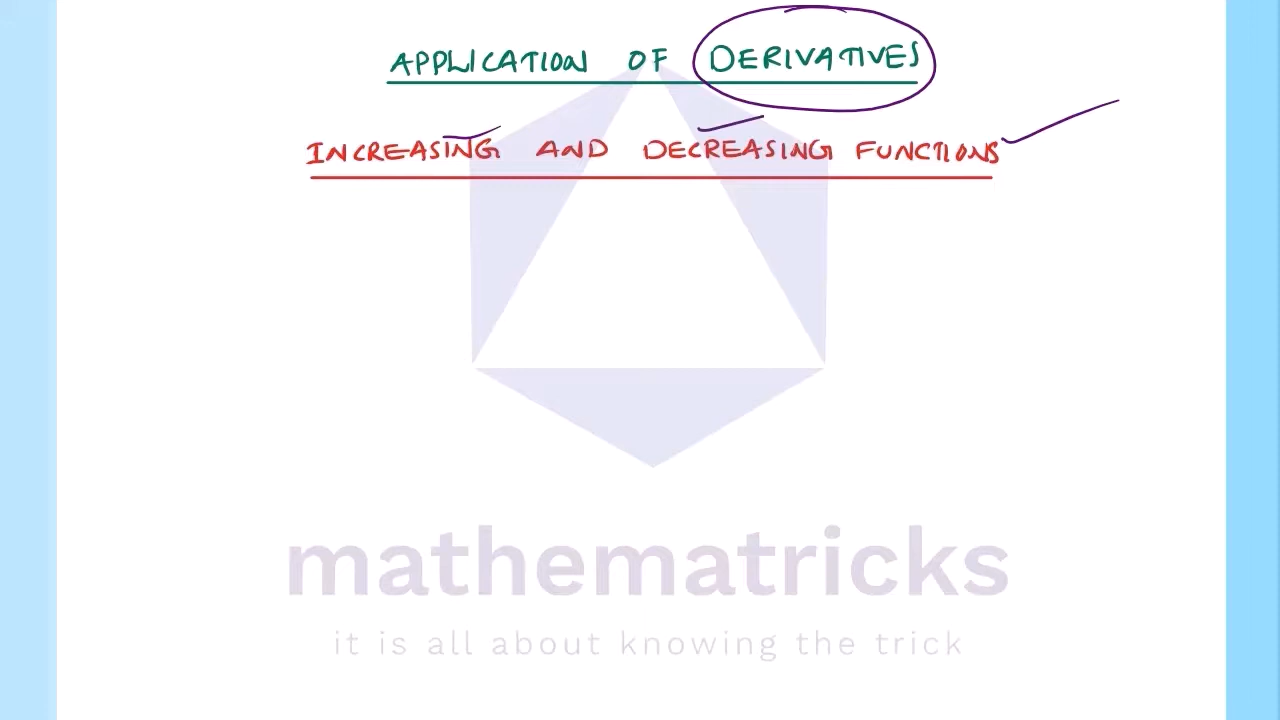 APPLICATION OF DERIVATIVES
INCREASING AND DECREASING FUNCTIONS
mathematricks
it is all about knowing the trick